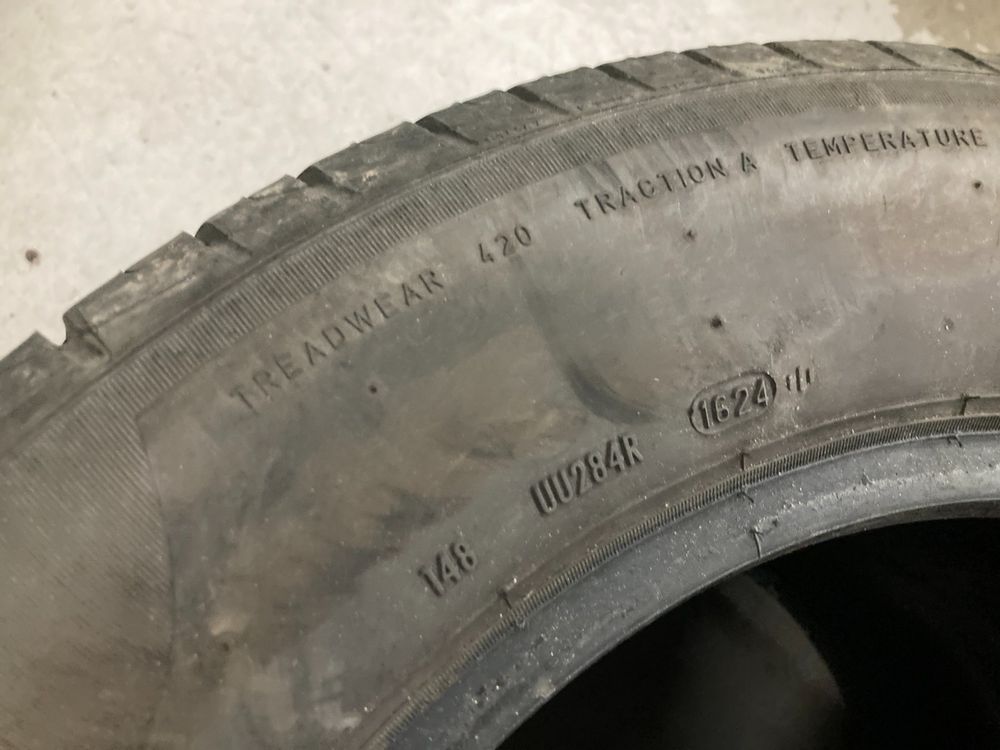 TREADWEAR 420 TRACTION A TEMPERATURE
148 UU284R 1624